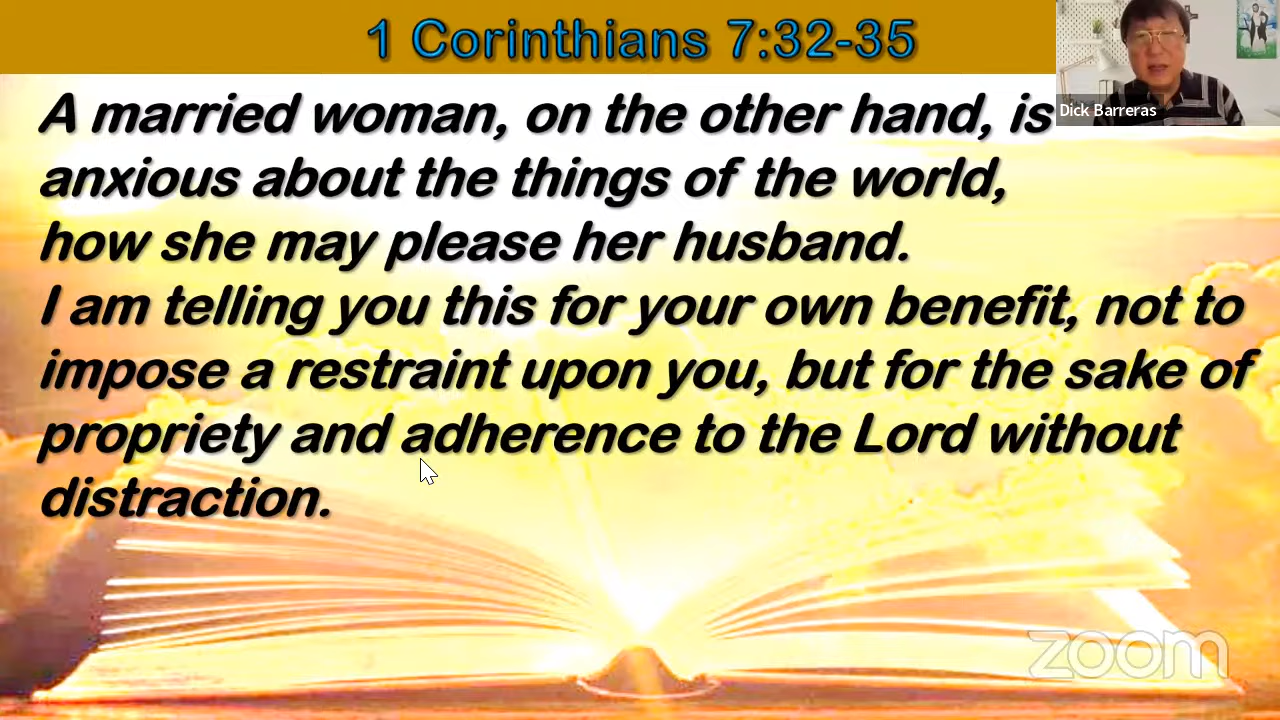 1 Corinthians 7:32-35
Dick Barreras
A married woman, on the other hand, is
anxious about the things of the world,
how she may please her husband.
I am telling you this for your own benefit, not to
impose a restraint upon you, but for the sake of
propriety and adherence to the Lord without
distraction.
zoom